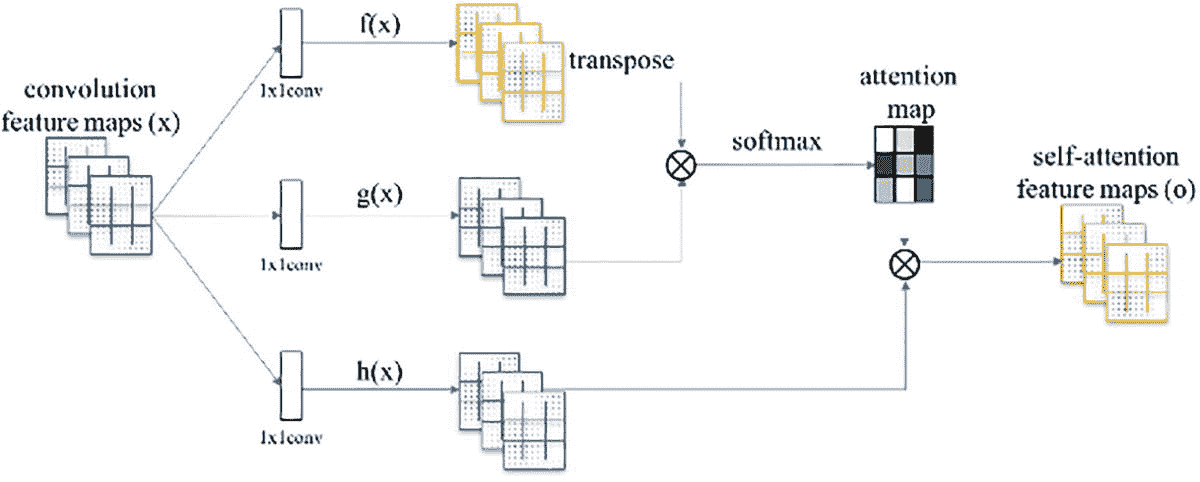 convolution
feature maps (x)
1x1conv
f(x)
transpose
1x1conv
g(x)
1x1conv
h(x)
softmax
attention
map
self-attention
feature maps (o)